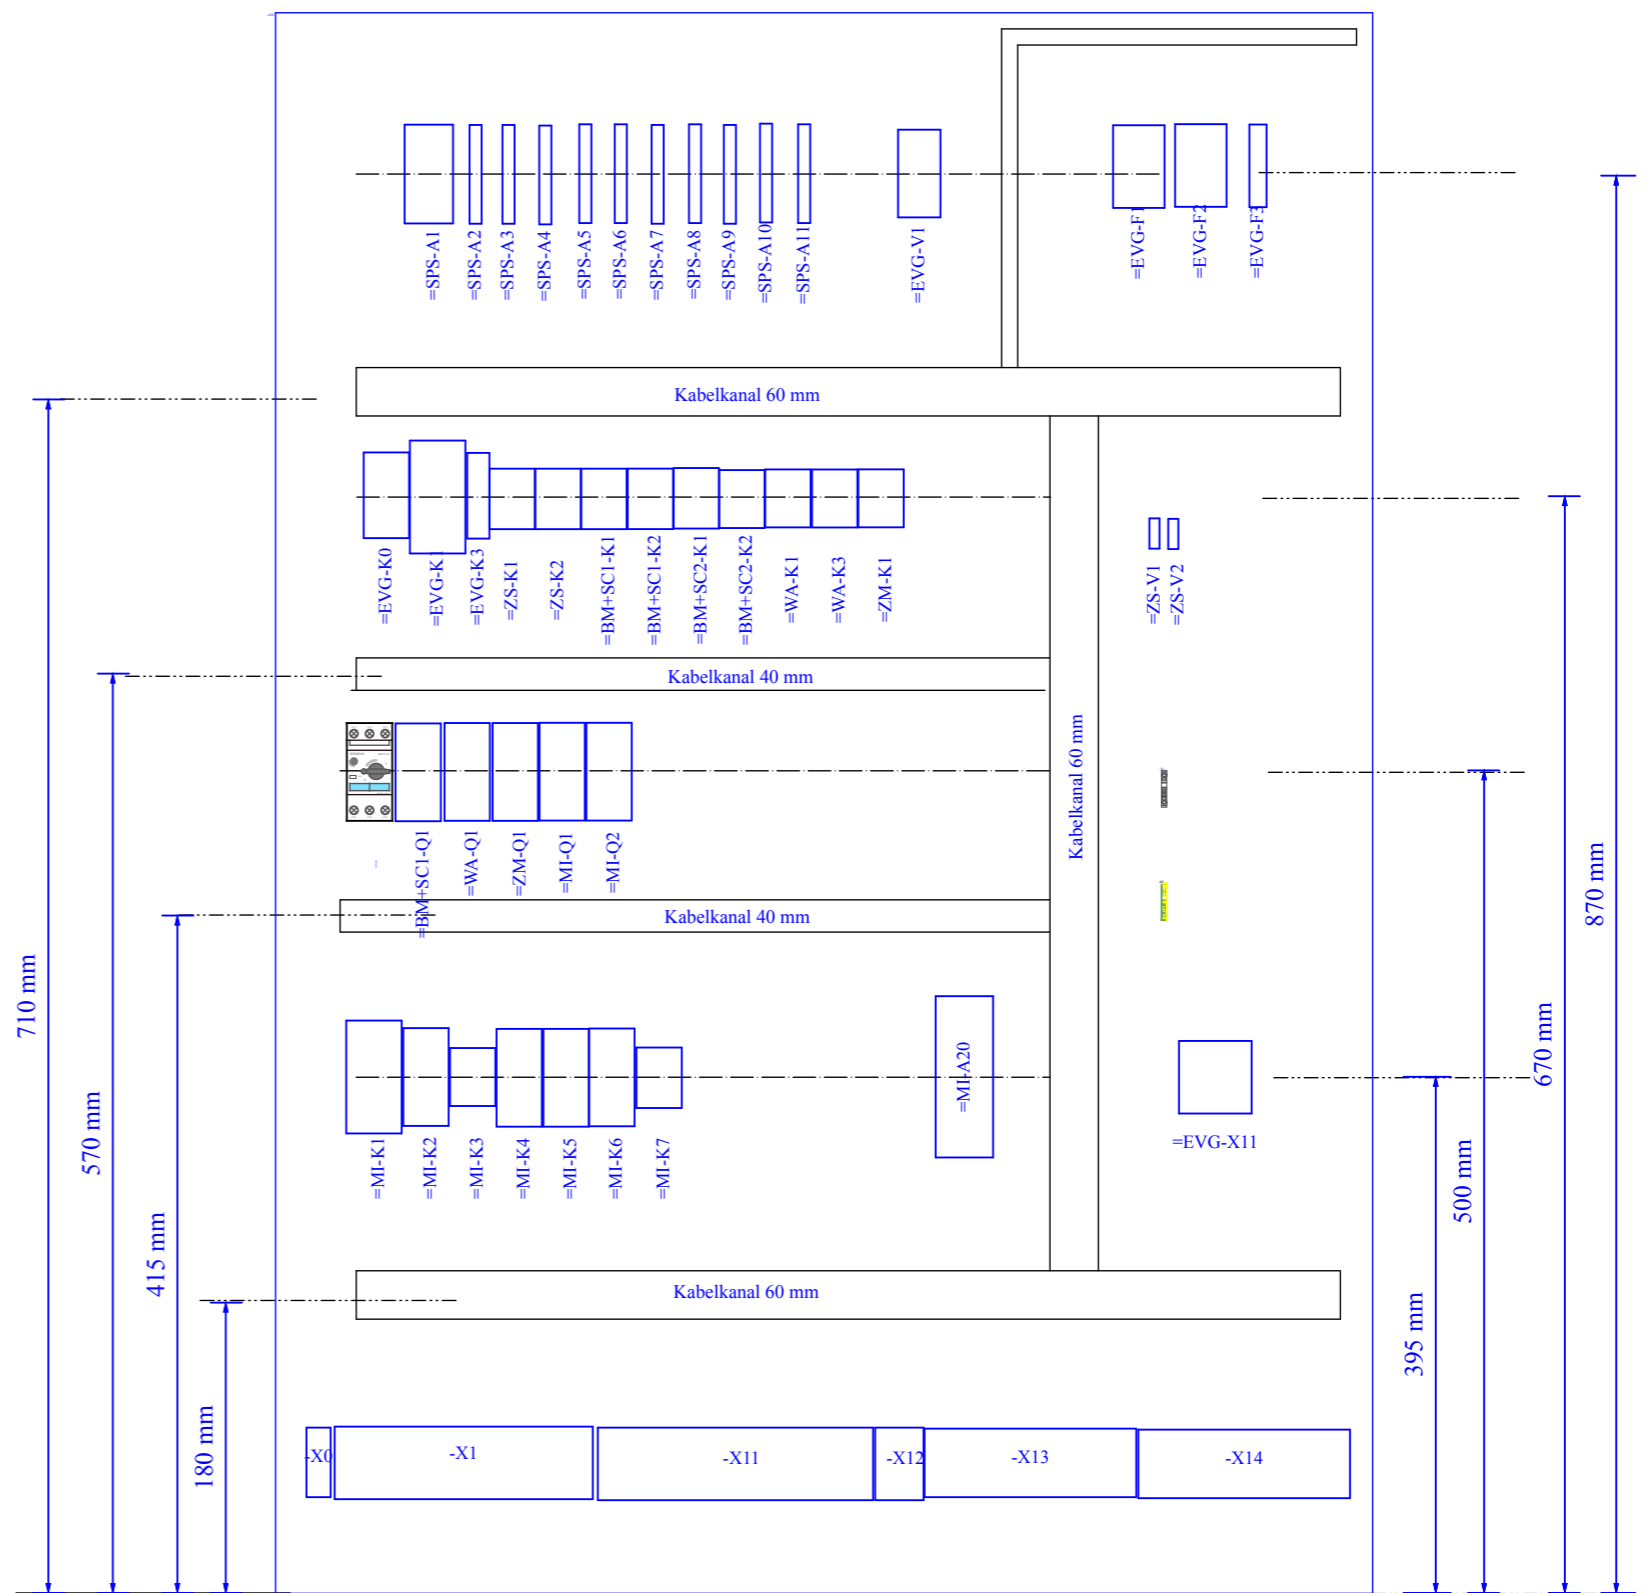 =SPS-A1
=SPS-A2
=SPS-A3
=SPS-A4
=SPS-A5
=SPS-A6
=SPS-A7
=SPS-A8
=SPS-A9
=SPS-A10
=SPS-A11
=EVG-V1
=EVG-F1
=EVG-F2
=EVG-F3
Kabelkanal 60 mm
=EVG-K0
=EVG-K1
=EVG-K3
=ZS-K1
=ZS-K2
=BM+SC1-K1
=BM+SC1-K2
=BM+SC2-K1
=BM+SC2-K2
=WA-K1
=WA-K3
=ZM-K1
=ZS-V1
=ZS-V2
Kabelkanal 40 mm
Kabelkanal 60 mm
=BM+SC1-Q1
=WA-Q1
=ZM-Q1
=MI-Q1
=MI-Q2
Kabelkanal 40 mm
=MI-K1
=MI-K2
=MI-K3
=MI-K4
=MI-K5
=MI-K6
=MI-K7
=MI-A20
=EVG-X11
Kabelkanal 60 mm
-X0
-X1
-X11
-X12
-X13
-X14
710 mm
570 mm
415 mm
180 mm
395 mm
500 mm
670 mm
870 mm